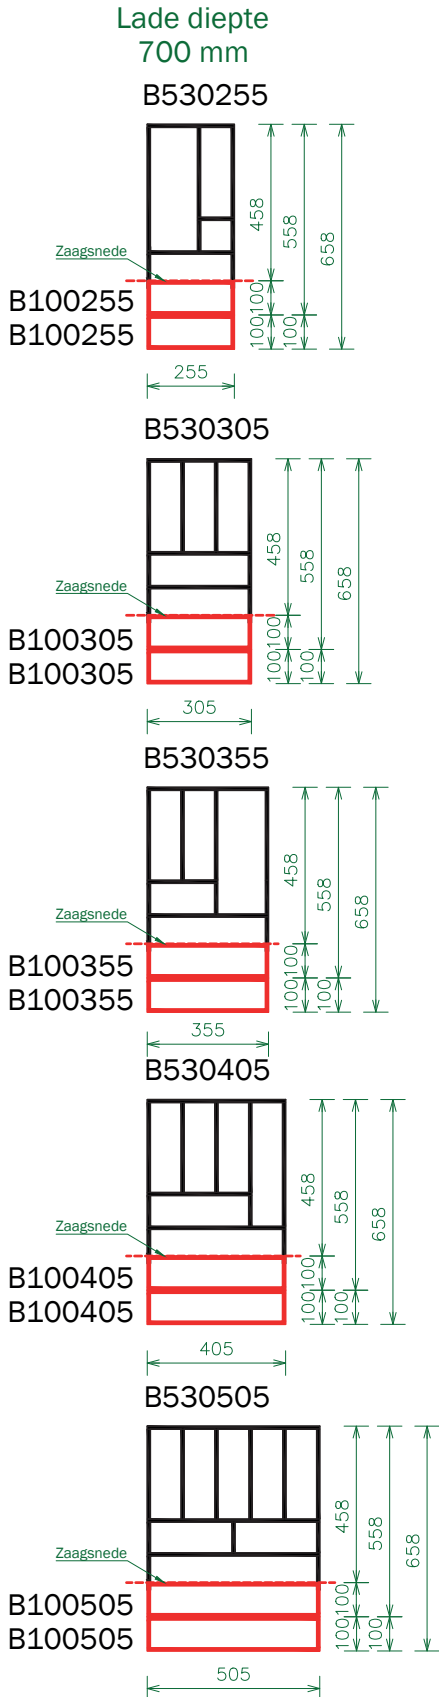 Lade diepte
700 mm
B530255
458
558
658
Zaagsnede
B100255
100
B100255
100
100
255
B530305
458
558
658
Zaagsnede
B100305
100
B100305
100
100
305
B530355
458
558
658
Zaagsnede
B100355
100
B100355
100
100
355
B530405
458
558
658
Zaagsnede
B100405
100
B100405
100
100
405
B530505
458
558
658
Zaagsnede
B100505
100
B100505
100
100
505